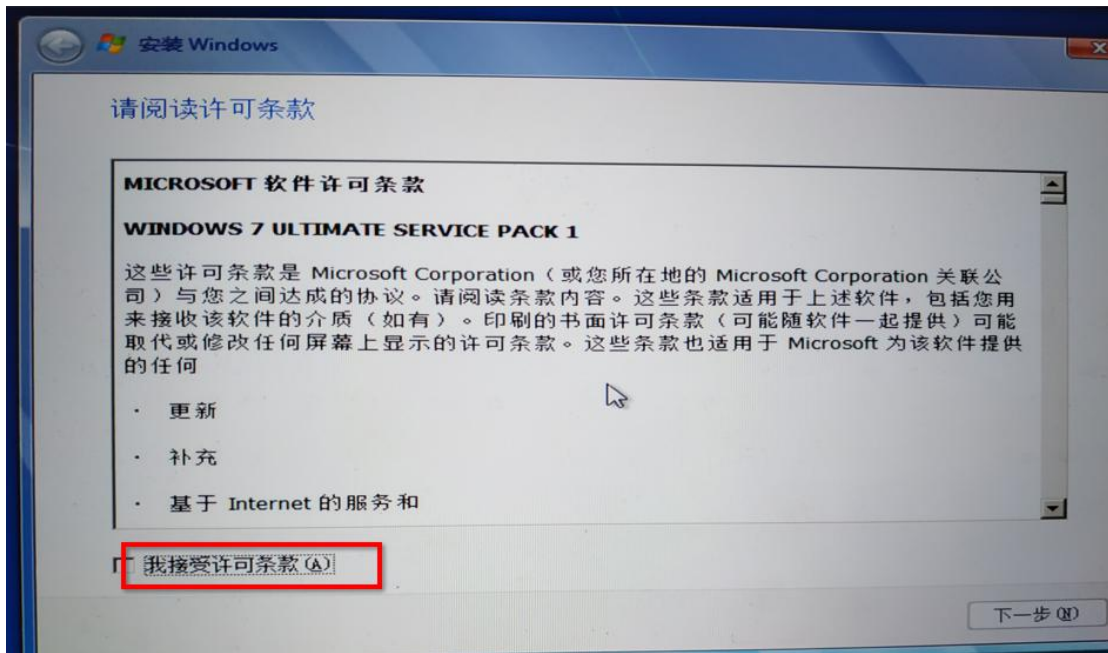 安装 Windows
请阅读许可条款
MICROSOFT 软件许可条款
WINDOWS 7 ULTIMATE SERVICE PACK 1
这些许可条款是 Microsoft Corporation（或您所在地的 Microsoft Corporation 关联公
司）与您之间达成的协议。请阅读条款内容。这些条款适用于上述软件，包括您用
来接收该软件的介质（如有）。印刷的书面许可条款（可能随软件一起提供）可能
取代或修改任何屏幕上显示的许可条款。这些条款也适用于 Microsoft 为该软件提供
的任何
· 更新
· 补充
· 基于 Internet 的服务和
我接受许可条款(A)
下一步(N)